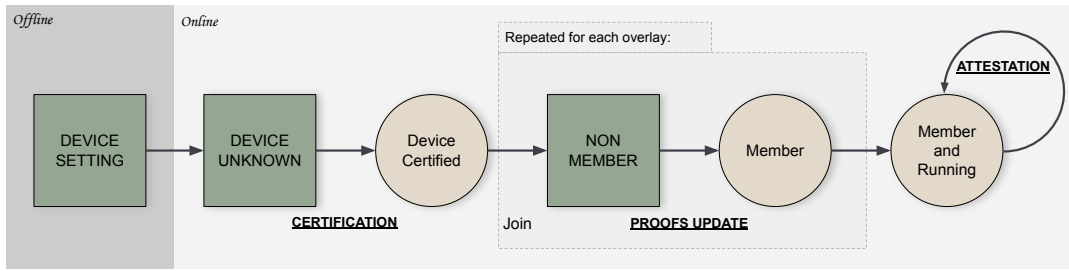 Offline
Online
Repeated for each overlay:
ATTESTATION
DEVICE
SETTING
DEVICE
UNKNOWN
Device
Certified
NON
MEMBER
Member
Member
and
Running
CERTIFICATION
Join
PROOFS UPDATE